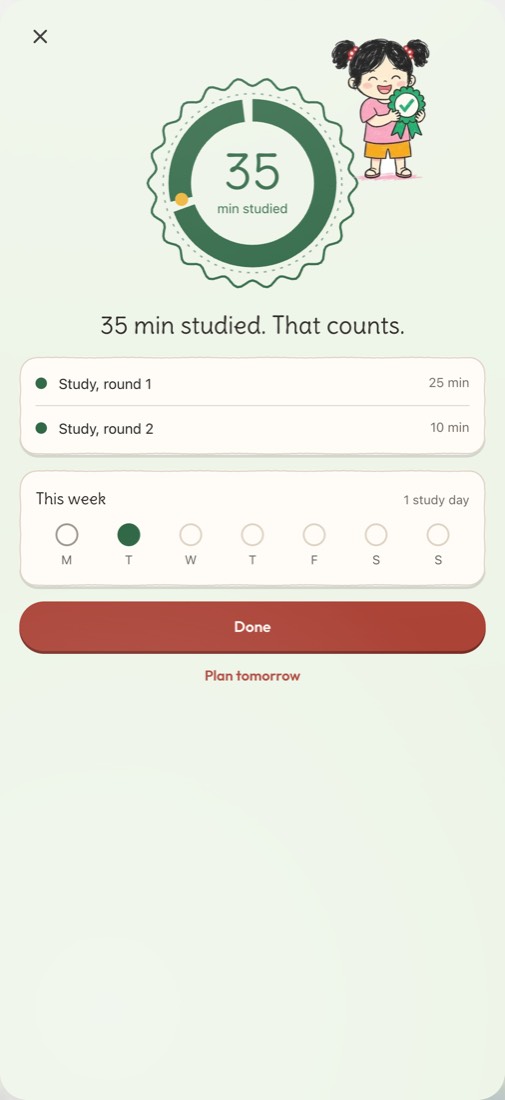 35
min studied
35 min studied. That counts.
Study, round 1 25 min
Study, round 2 10 min
This week 1 study day
M T W T F S S
Done
Plan tomorrow